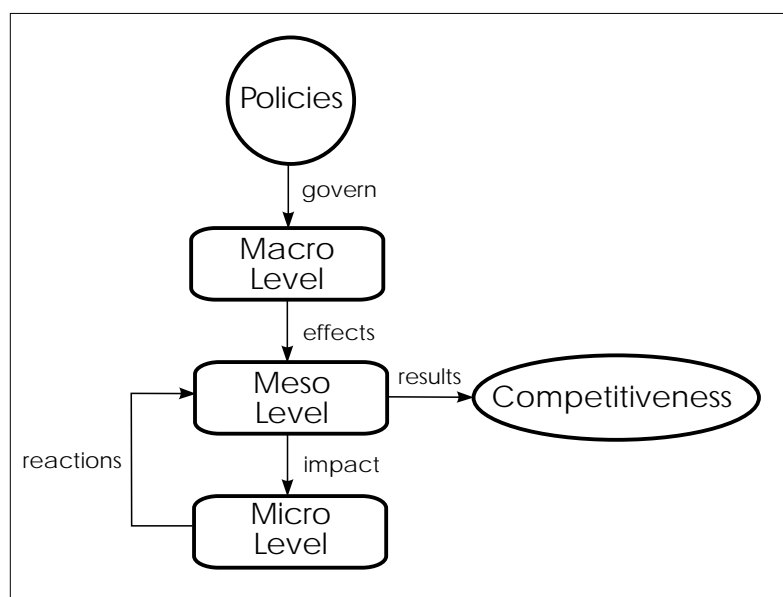 Policies
govern
Macro
Level
effects
Meso
Level
results
Competitiveness
reactions
impact
Micro
Level